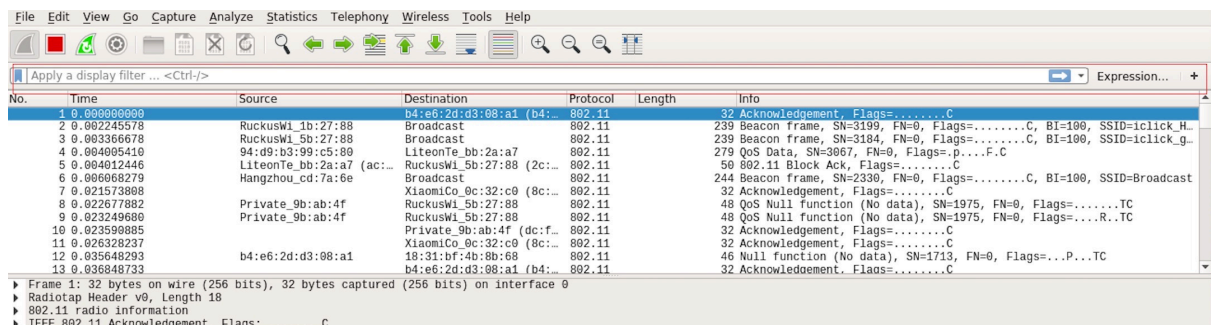 File Edit View Go Capture Analyze Statistics Telephony Wireless Tools Help
Apply a display filter ... <Ctrl-/> Expression... +
No. Time Source Destination Protocol Length Info
1 0.000000000 b4:e6:2d:d3:08:a1 (b4:… 802.11 32 Acknowledgement, Flags=........C
2 0.002245578 RuckusWi_1b:27:88 Broadcast 802.11 239 Beacon frame, SN=3199, FN=0, Flags=........C, BI=100, SSID=iclick_H…
3 0.003366678 RuckusWi_5b:27:88 Broadcast 802.11 239 Beacon frame, SN=3184, FN=0, Flags=........C, BI=100, SSID=iclick_g…
4 0.004005410 94:d9:b3:99:c5:80 LiteonTe_bb:2a:a7 802.11 279 QoS Data, SN=3067, FN=0, Flags=.p....F.C
5 0.004012446 LiteonTe_bb:2a:a7 (ac:… RuckusWi_5b:27:88 (2c:… 802.11 50 802.11 Block Ack, Flags=........C
6 0.006068279 Hangzhou_cd:7a:6e Broadcast 802.11 244 Beacon frame, SN=2330, FN=0, Flags=........C, BI=100, SSID=Broadcast
7 0.021573808 XiaomiCo_0c:32:c0 (8c:… 802.11 32 Acknowledgement, Flags=........C
8 0.022677882 Private_9b:ab:4f RuckusWi_5b:27:88 802.11 48 QoS Null function (No data), SN=1975, FN=0, Flags=.......TC
9 0.023249680 Private_9b:ab:4f RuckusWi_5b:27:88 802.11 48 QoS Null function (No data), SN=1975, FN=0, Flags=....R..TC
10 0.023590885 Private_9b:ab:4f (dc:f… 802.11 32 Acknowledgement, Flags=........C
11 0.026328237 XiaomiCo_0c:32:c0 (8c:… 802.11 32 Acknowledgement, Flags=........C
12 0.035648293 b4:e6:2d:d3:08:a1 18:31:bf:4b:8b:68 802.11 46 Null function (No data), SN=1713, FN=0, Flags=...P...TC
13 0.036848733 b4:e6:2d:d3:08:a1 (b4:… 802.11 32 Acknowledgement, Flags=........C
Frame 1: 32 bytes on wire (256 bits), 32 bytes captured (256 bits) on interface 0
Radiotap Header v0, Length 18
802.11 radio information
IEEE 802.11 Acknowledgement, Flags: ........C